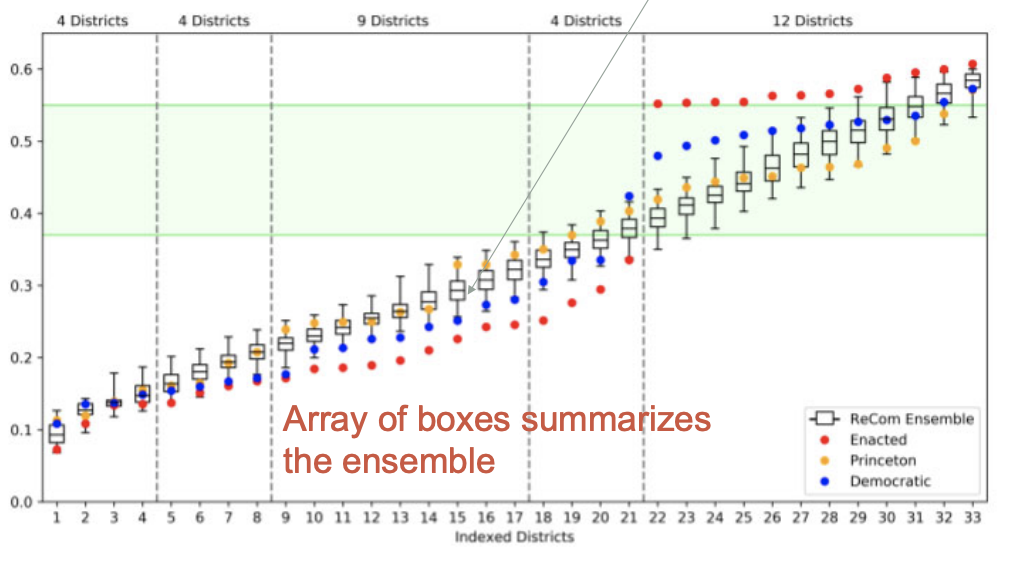 4 Districts 4 Districts 9 Districts 4 Districts 12 Districts
0.6
0.5
0.4
0.3
0.2
0.1
0.0
Array of boxes summarizes
the ensemble
ReCom Ensemble
Enacted
Princeton
Democratic
1 2 3 4 5 6 7 8 9 10 11 12 13 14 15 16 17 18 19 20 21 22 23 24 25 26 27 28 29 30 31 32 33
Indexed Districts